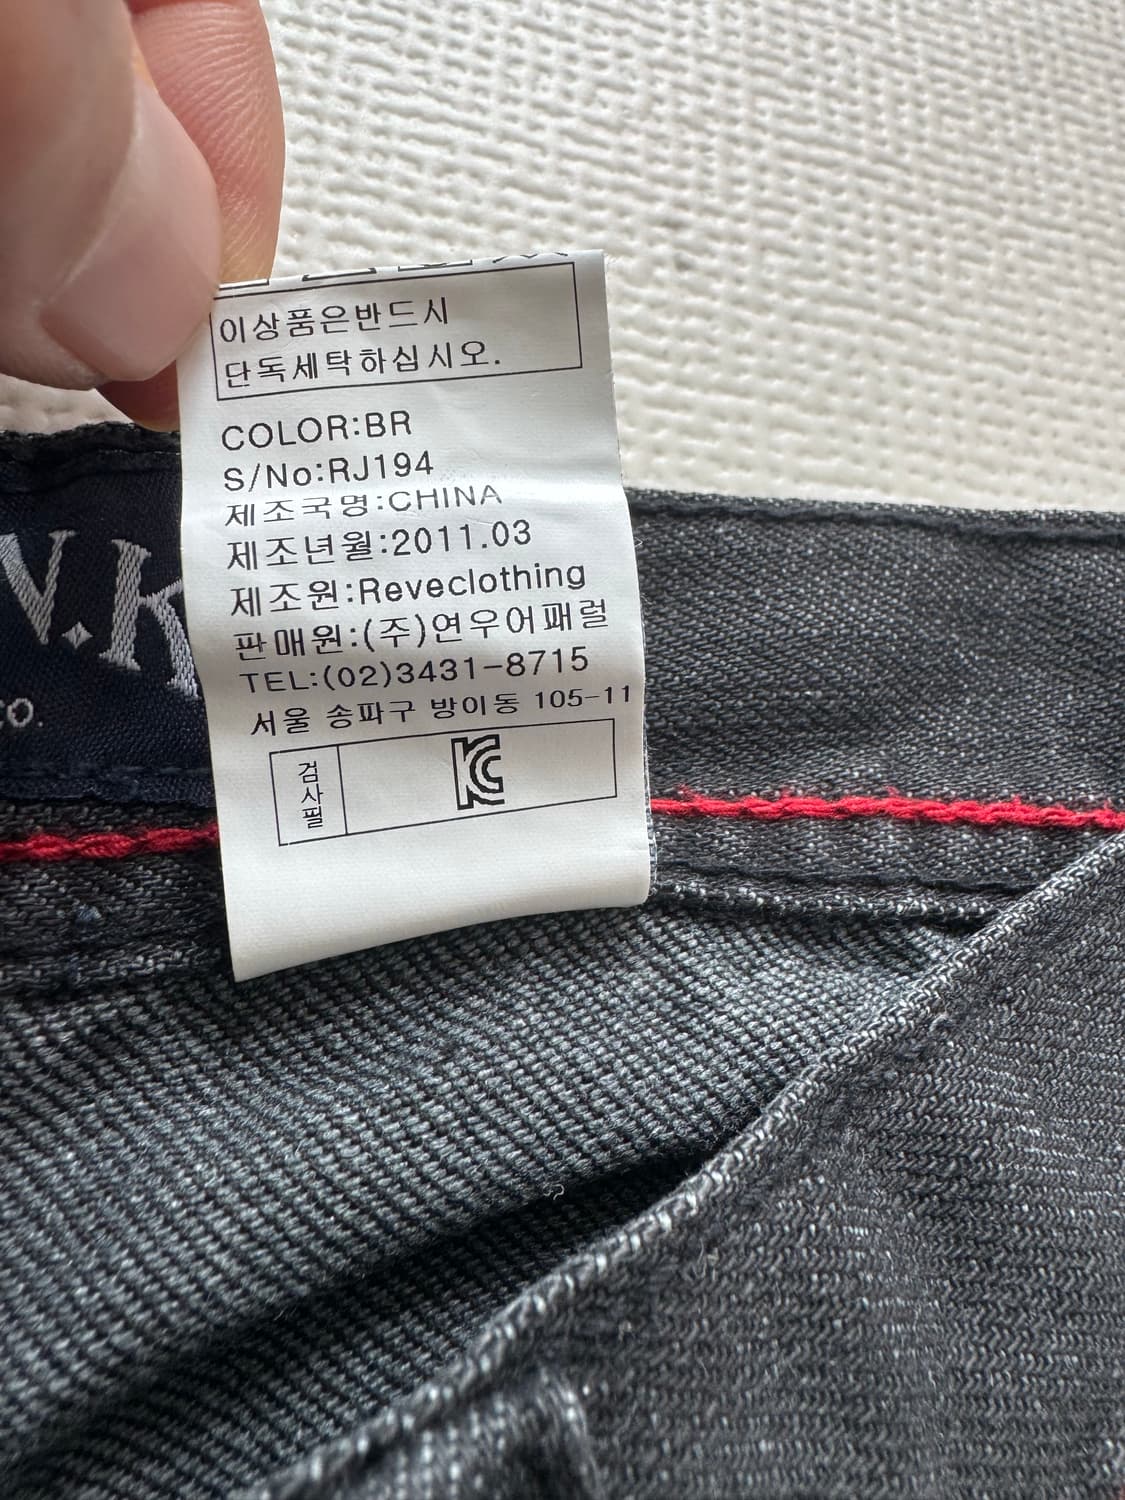 이상품은반드시
단독세탁하십시오.
COLOR:BR
S/No:RJ194
제조국명:CHINA
제조년월:2011.03
제조원:Reveclothing
판매원:(주)연우어패럴
TEL:(02)3431-8715
서울 송파구 방이동 105-11
검사필
KC
V.K
co.